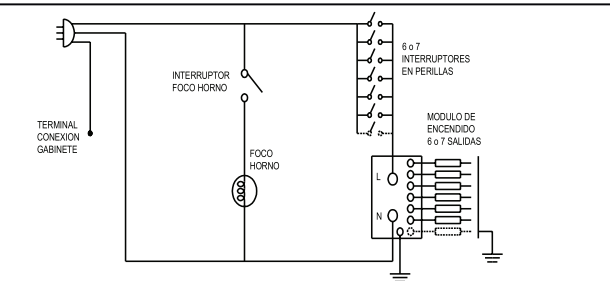 6 o 7
INTERRUPTORES
EN PERILLAS
INTERRUPTOR
FOCO HORNO
TERMINAL
CONEXION
GABINETE
MODULO DE
ENCENDIDO
6 o 7 SALIDAS
FOCO
HORNO
L
N